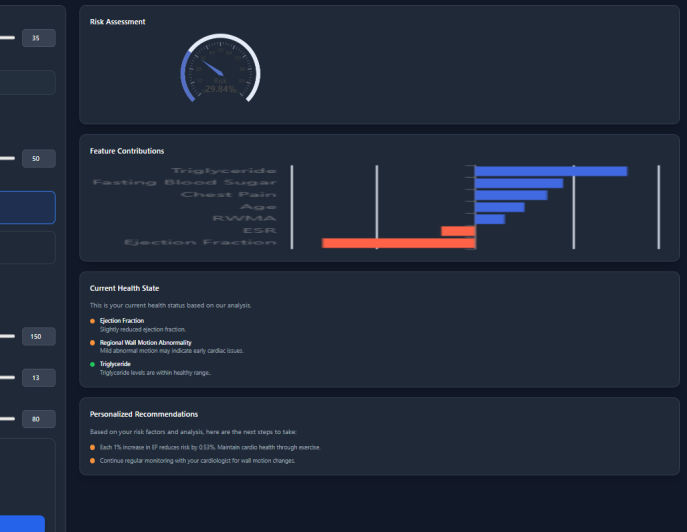 35
50
150
13
80
Risk Assessment
Risk
29.84%
Feature Contributions
Triglyceride
Fasting Blood Sugar
Chest Pain
Age
RWMA
ESR
Ejection Fraction
Current Health State
This is your current health status based on our analysis.
Ejection Fraction
Slightly reduced ejection fraction.
Regional Wall Motion Abnormality
Mild abnormal motion may indicate early cardiac issues.
Triglyceride
Triglyceride levels are within healthy range.
Personalized Recommendations
Based on your risk factors and analysis, here are the next steps to take:
Each 1% increase in EF reduces risk by 0.53%. Maintain cardio health through exercise.
Continue regular monitoring with your cardiologist for wall motion changes.